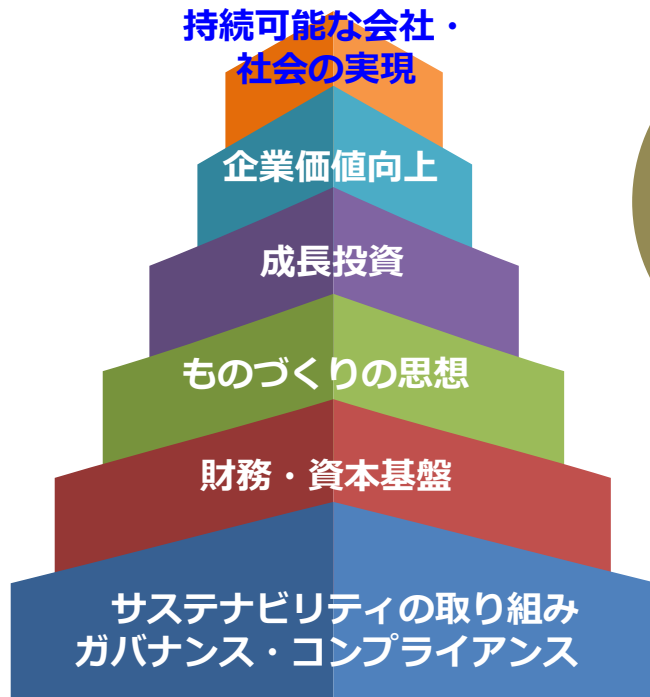 持続可能な会社・
社会の実現
企業価値向上
成長投資
ものづくりの思想
財務・資本基盤
サステナビリティの取り組み
ガバナンス・コンプライアンス